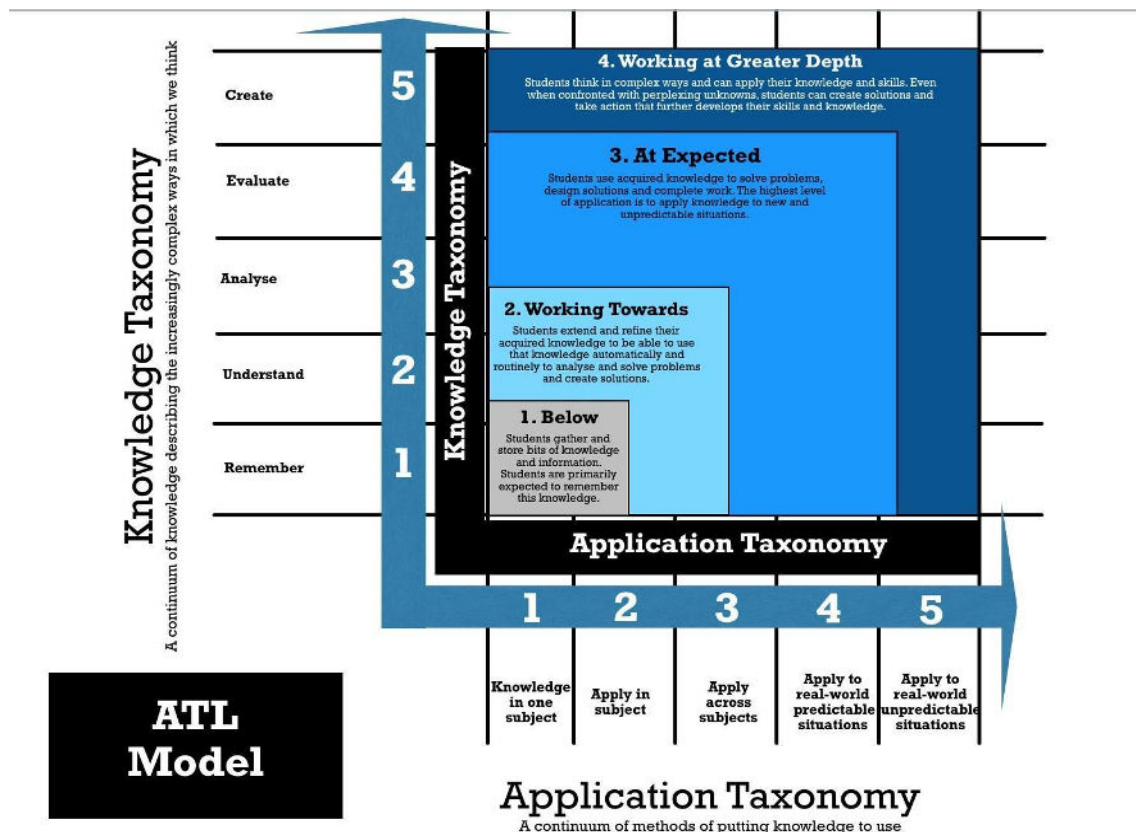 Knowledge Taxonomy
A continuum of knowledge describing the increasingly complex ways in which we think
Create
Evaluate
Analyse
Understand
Remember
5
4
3
2
1
Knowledge Taxonomy
4. Working at Greater Depth
Students think in complex ways and can apply their knowledge and skills. Even
when confronted with perplexing unknowns, students can create solutions and
take action that further develops their skills and knowledge.
3. At Expected
Students use acquired knowledge to solve problems,
design solutions and complete work. The highest level
of application is to apply knowledge to new and
unpredictable situations.
2. Working Towards
Students extend and refine their
acquired knowledge to be able to use
that knowledge automatically and
routinely to analyse and solve problems
and create solutions.
1. Below
Students gather and
store bits of knowledge
and information.
Students are primarily
expected to remember
this knowledge.
Application Taxonomy
1 2 3 4 5
Knowledge
in one
subject
Apply in
subject
Apply
across
subjects
Apply to
real-world
predictable
situations
Apply to
real-world
unpredictable
situations
ATL
Model
Application Taxonomy
A continuum of methods of putting knowledge to use